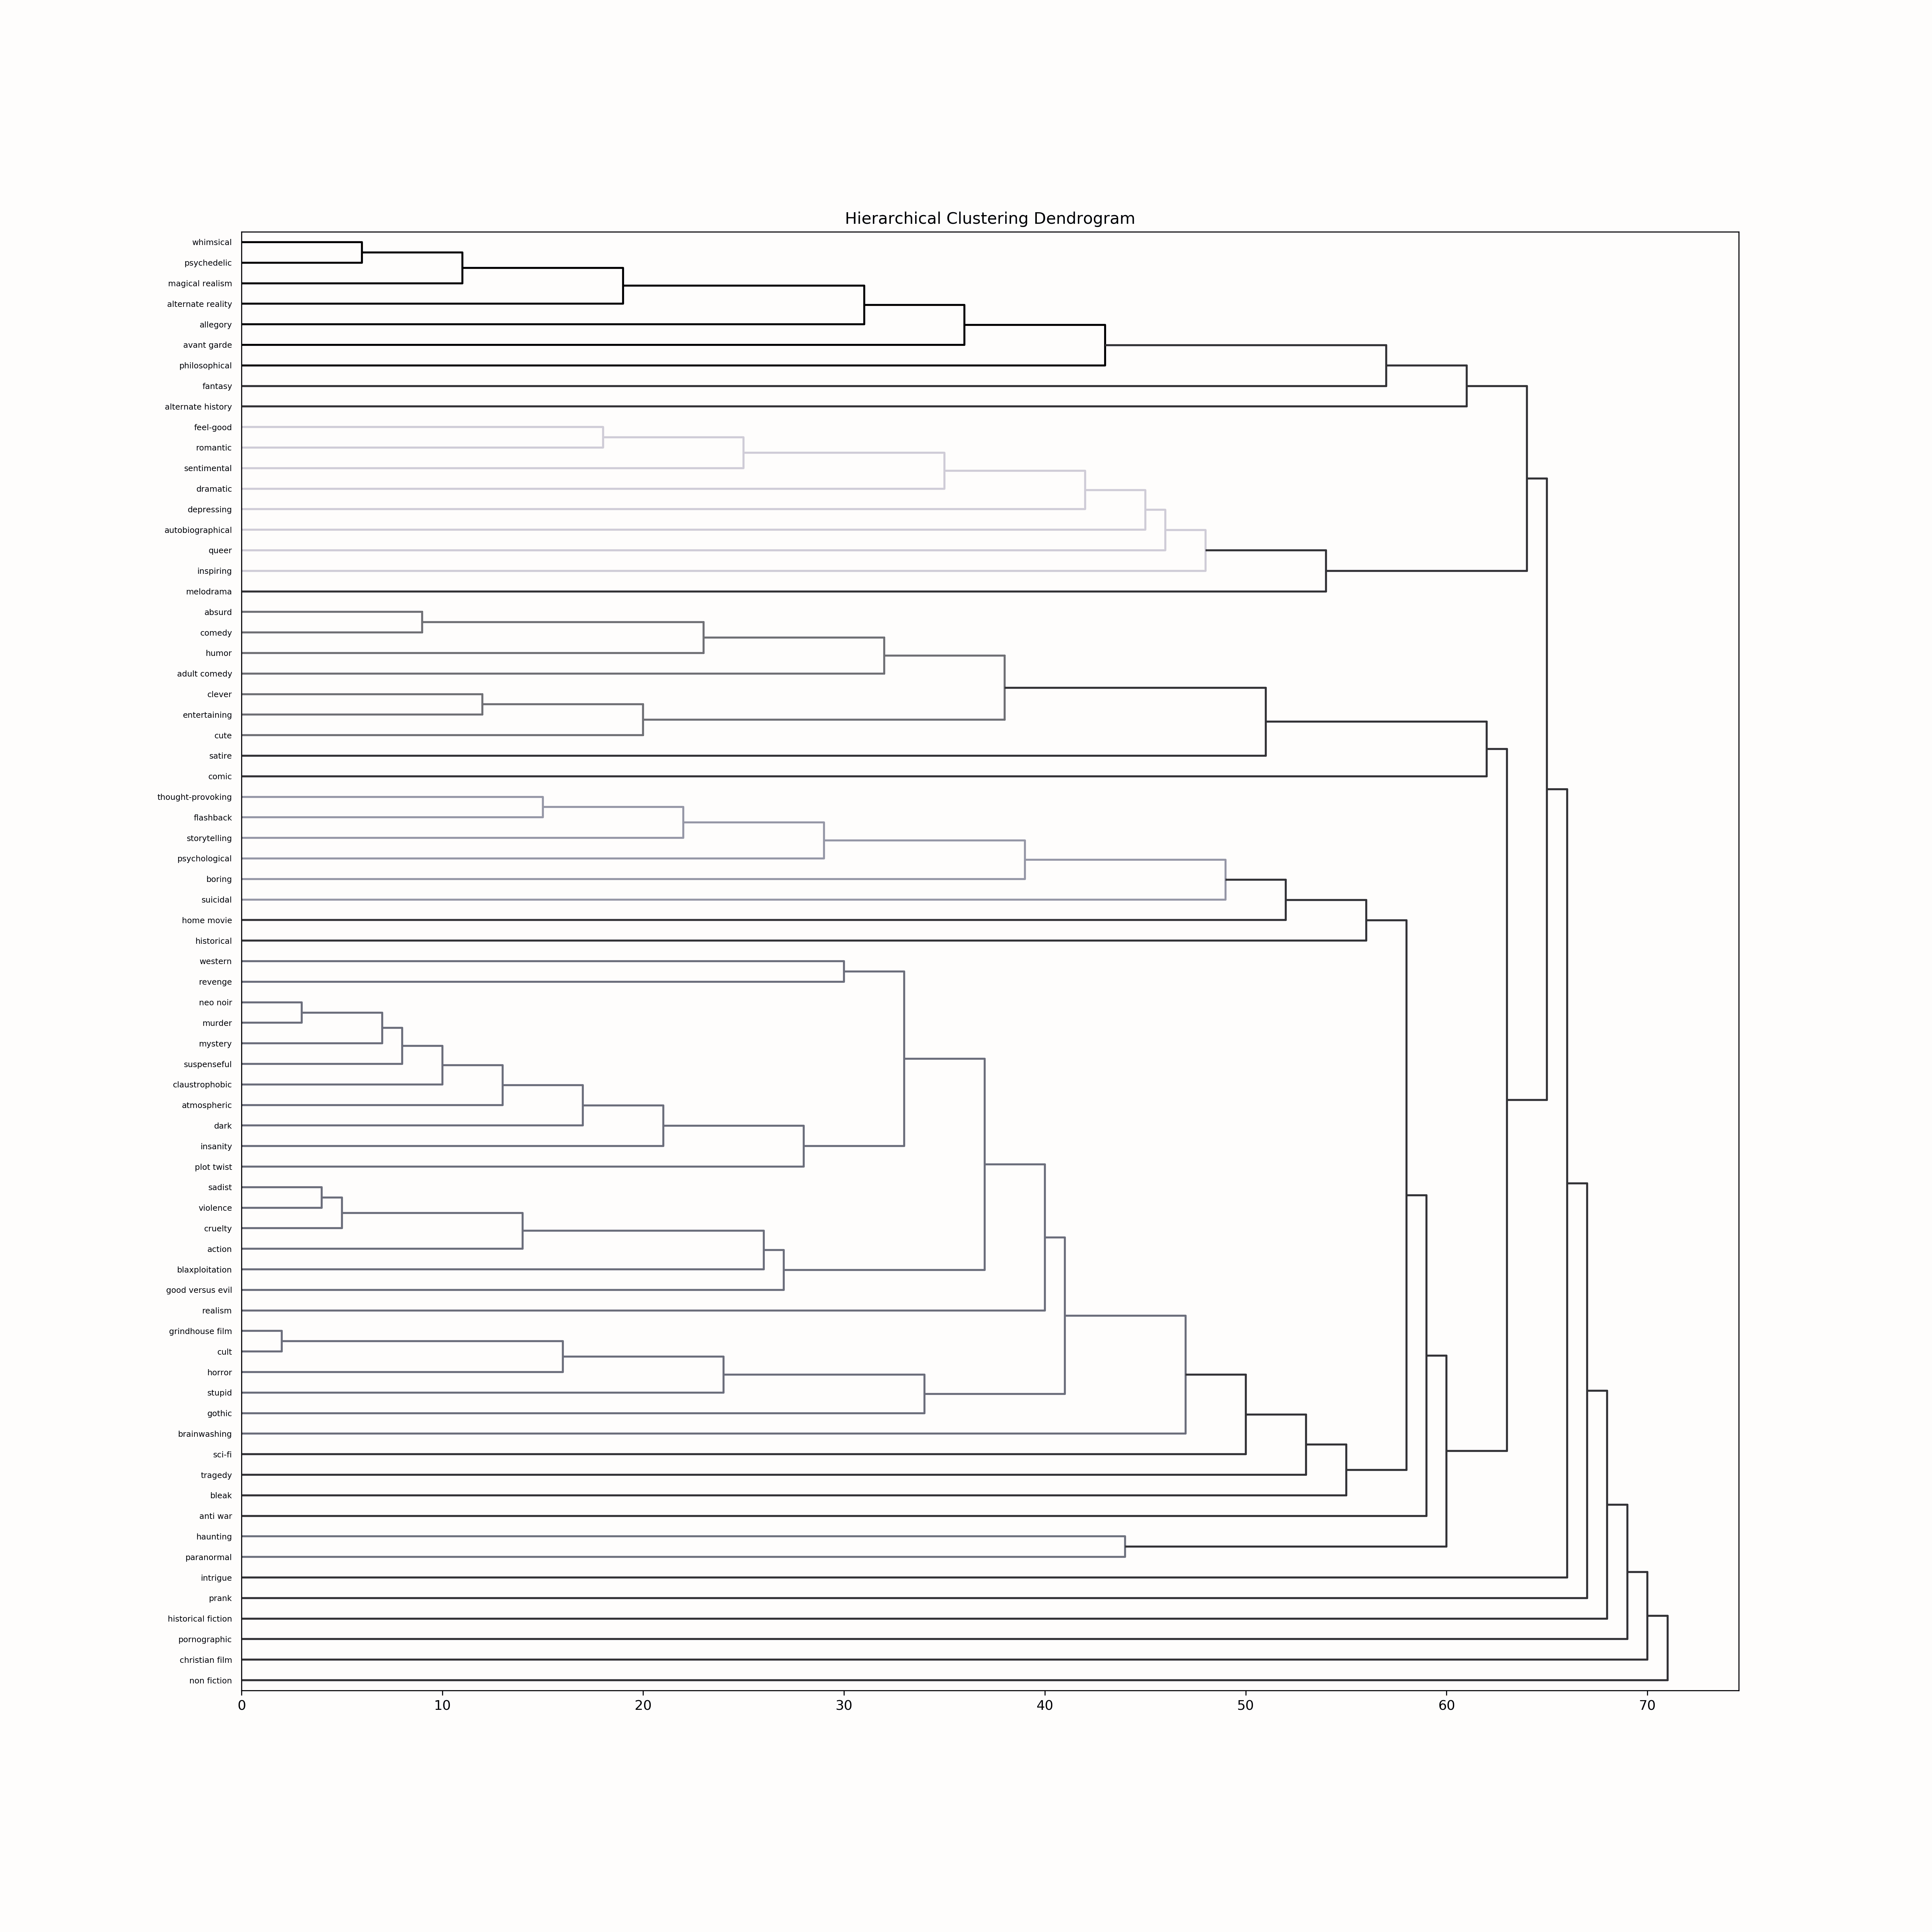 Hierarchical Clustering Dendrogram
whimsical
psychedelic
magical realism
alternate reality
allegory
avant garde
philosophical
fantasy
alternate history
feel-good
romantic
sentimental
dramatic
depressing
autobiographical
queer
inspiring
melodrama
absurd
comedy
humor
adult comedy
clever
entertaining
cute
satire
comic
thought-provoking
flashback
storytelling
psychological
boring
suicidal
home movie
historical
western
revenge
neo noir
murder
mystery
suspenseful
claustrophobic
atmospheric
dark
insanity
plot twist
sadist
violence
cruelty
action
blaxploitation
good versus evil
realism
grindhouse film
cult
horror
stupid
gothic
brainwashing
sci-fi
tragedy
bleak
anti war
haunting
paranormal
intrigue
prank
historical fiction
pornographic
christian film
non fiction
0 10 20 30 40 50 60 70